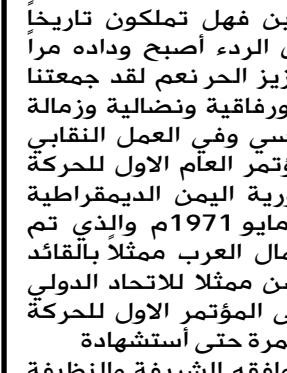 ين فهل تملكون تاريخاً
الردء أصبح وداده مراً
زيز الحر نعم لقد جمعتنا
ورفاقية ونضالية وزمالة
سي وفي العمل النقابي
ؤتمر العام الاول للحركة
ورية اليمن الديمقراطية
مايو 1971م والذي تم
مال العرب ممثلاً بالقائد
ن ممثلا للاتحاد الدولي
ى المؤتمر الاول للحركة
مرة حتى أستشهادة
وافقه الشريفة والنظيفة